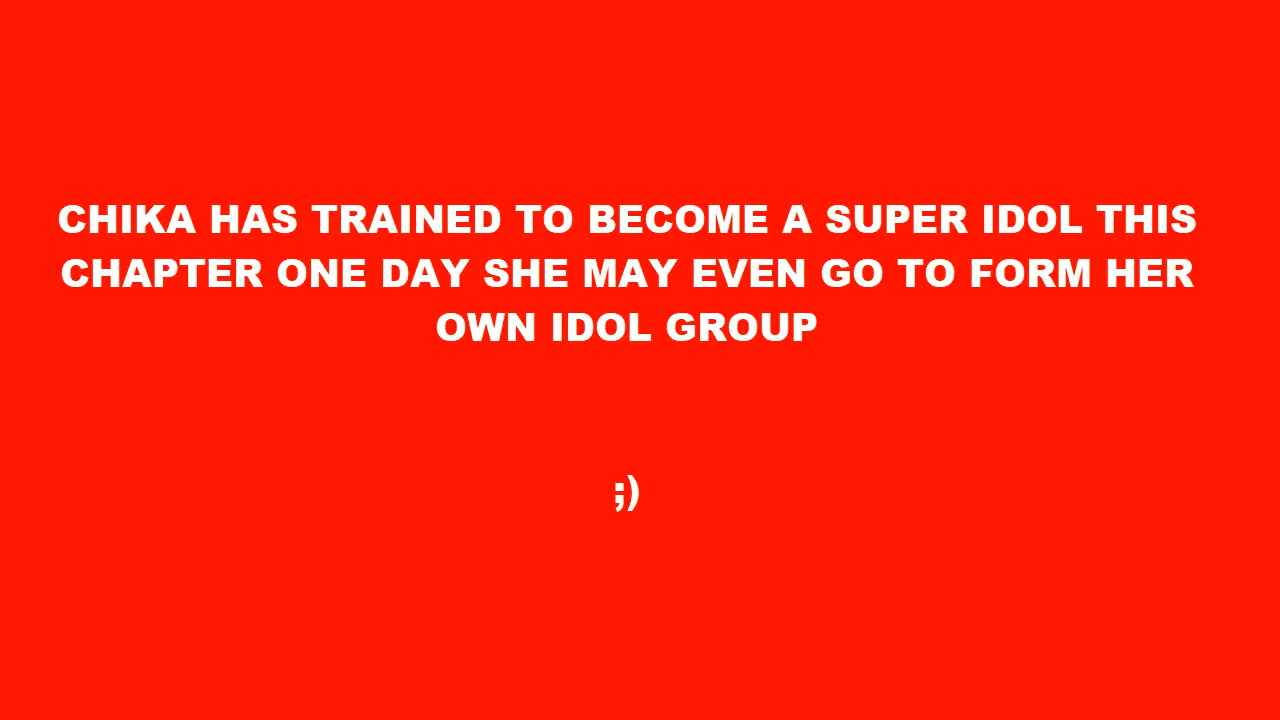 CHIKA HAS TRAINED TO BECOME A SUPER IDOL THIS
CHAPTER ONE DAY SHE MAY EVEN GO TO FORM HER
OWN IDOL GROUP
;)